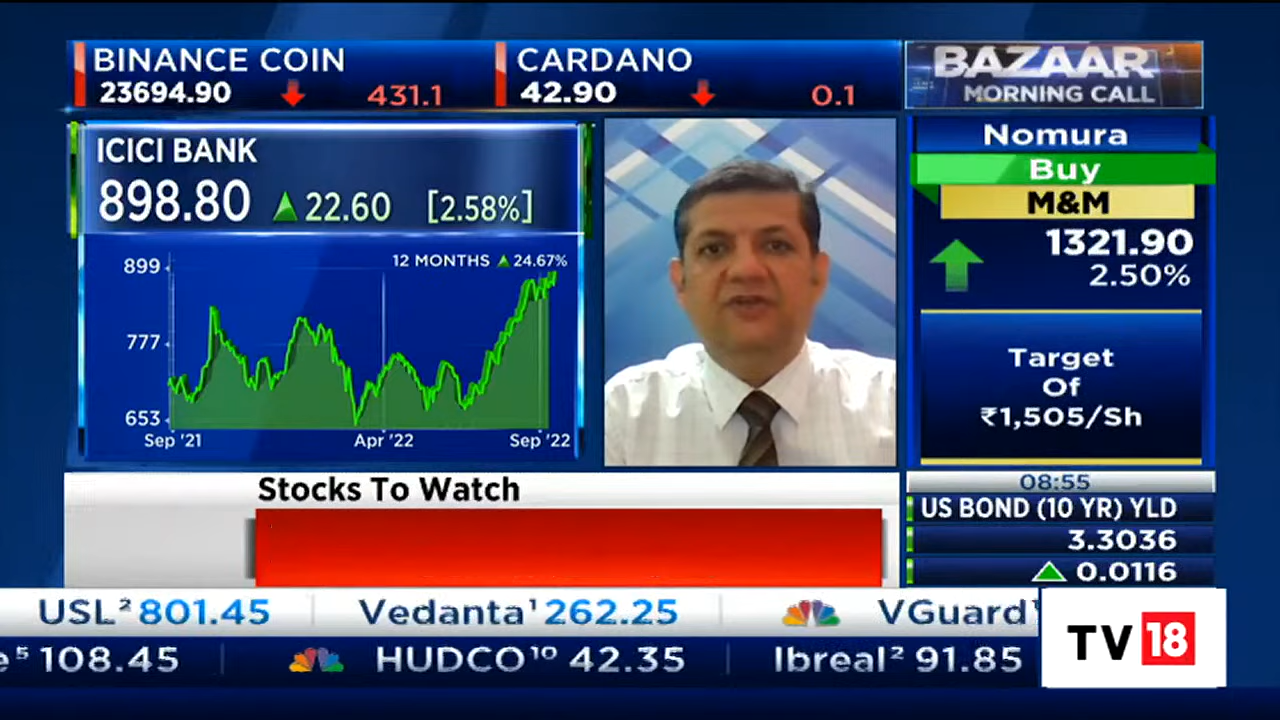 BINANCE COIN
23694.90 431.1
CARDANO
42.90 0.1
BAZAAR
MORNING CALL
ICICI BANK
898.80 22.60 [2.58%]
12 MONTHS 24.67%
899
777
653
Sep '21 Apr '22 Sep '22
Nomura
Buy
M&M
1321.90
2.50%
Target
Of
₹1,505/Sh
08:55
US BOND (10 YR) YLD
3.3036
0.0116
Stocks To Watch
USL² 801.45 Vedanta¹ 262.25 VGuard¹
e⁵ 108.45 HUDCO¹⁰ 42.35 Ibreal² 91.85
TV18